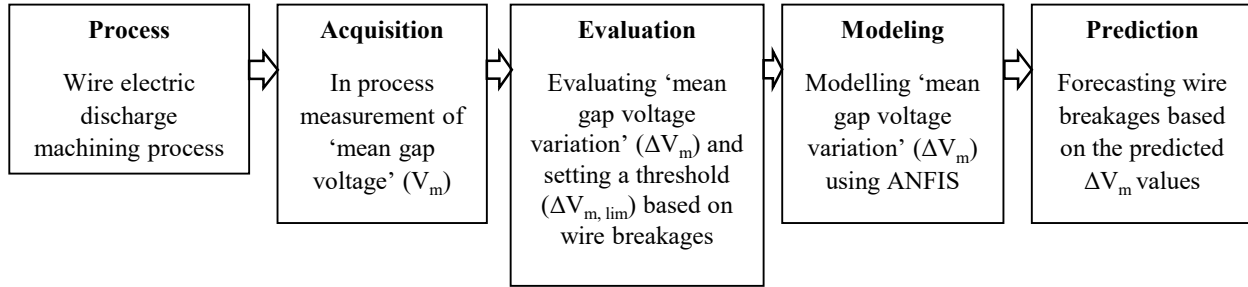 Process
Wire electric
discharge
machining process
Acquisition
In process
measurement of
‘mean gap
voltage’ (Vm)
Evaluation
Evaluating ‘mean
gap voltage
variation’ (ΔVm) and
setting a threshold
(ΔVm, lim) based on
wire breakages
Modeling
Modelling ‘mean
gap voltage
variation’ (ΔVm)
using ANFIS
Prediction
Forecasting wire
breakages based
on the predicted
ΔVm values